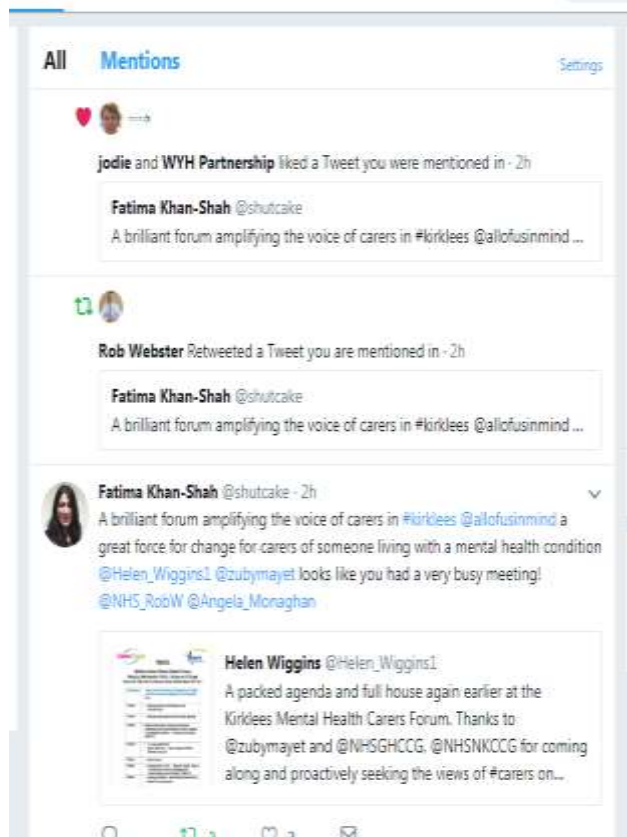 All Mentions Settings
jodie and WYH Partnership liked a Tweet you were mentioned in · 2h
Fatima Khan-Shah @shutcake
A brilliant forum amplifying the voice of carers in #kirklees @allofusinmind ...
Rob Webster Retweeted a Tweet you are mentioned in · 2h
Fatima Khan-Shah @shutcake
A brilliant forum amplifying the voice of carers in #kirklees @allofusinmind ...
Fatima Khan-Shah @shutcake · 2h
A brilliant forum amplifying the voice of carers in #kirklees @allofusinmind a
great force for change for carers of someone living with a mental health condition
@Helen_Wiggins1 @zubymayet looks like you had a very busy meeting!
@NHS_RobW @Angela_Monaghan
Helen Wiggins @Helen_Wiggins1
A packed agenda and full house again earlier at the
Kirklees Mental Health Carers Forum. Thanks to
@zubymayet and @NHSGHCCG. @NHSNKCCG for coming
along and proactively seeking the views of #carers on...